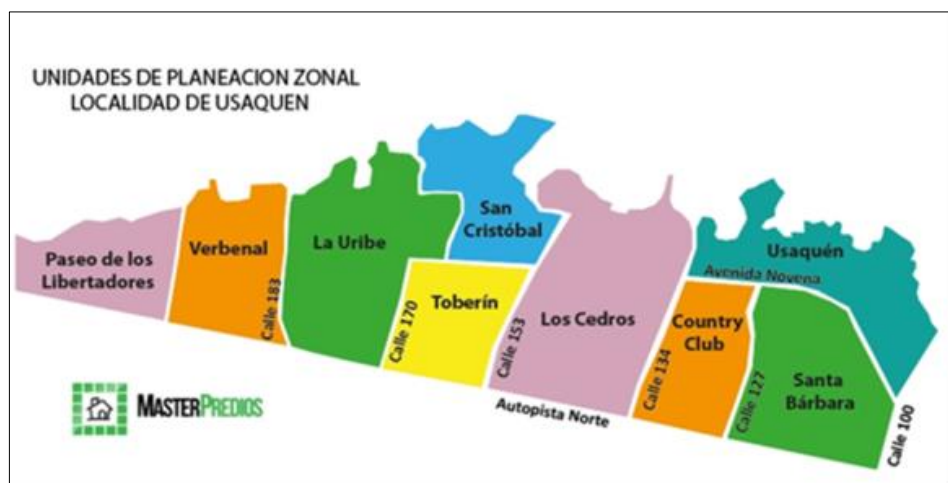 UNIDADES DE PLANEACION ZONAL
LOCALIDAD DE USAQUEN
Paseo de los
Libertadores
Verbenal
Calle 183
La Uribe
San
Cristóbal
Calle 170
Toberín
Calle 153
Los Cedros
Usaquén
Avenida Novena
Country
Club
Calle 134
Calle 127
Santa
Bárbara
Calle 100
Autopista Norte
MASTERPREDIOS